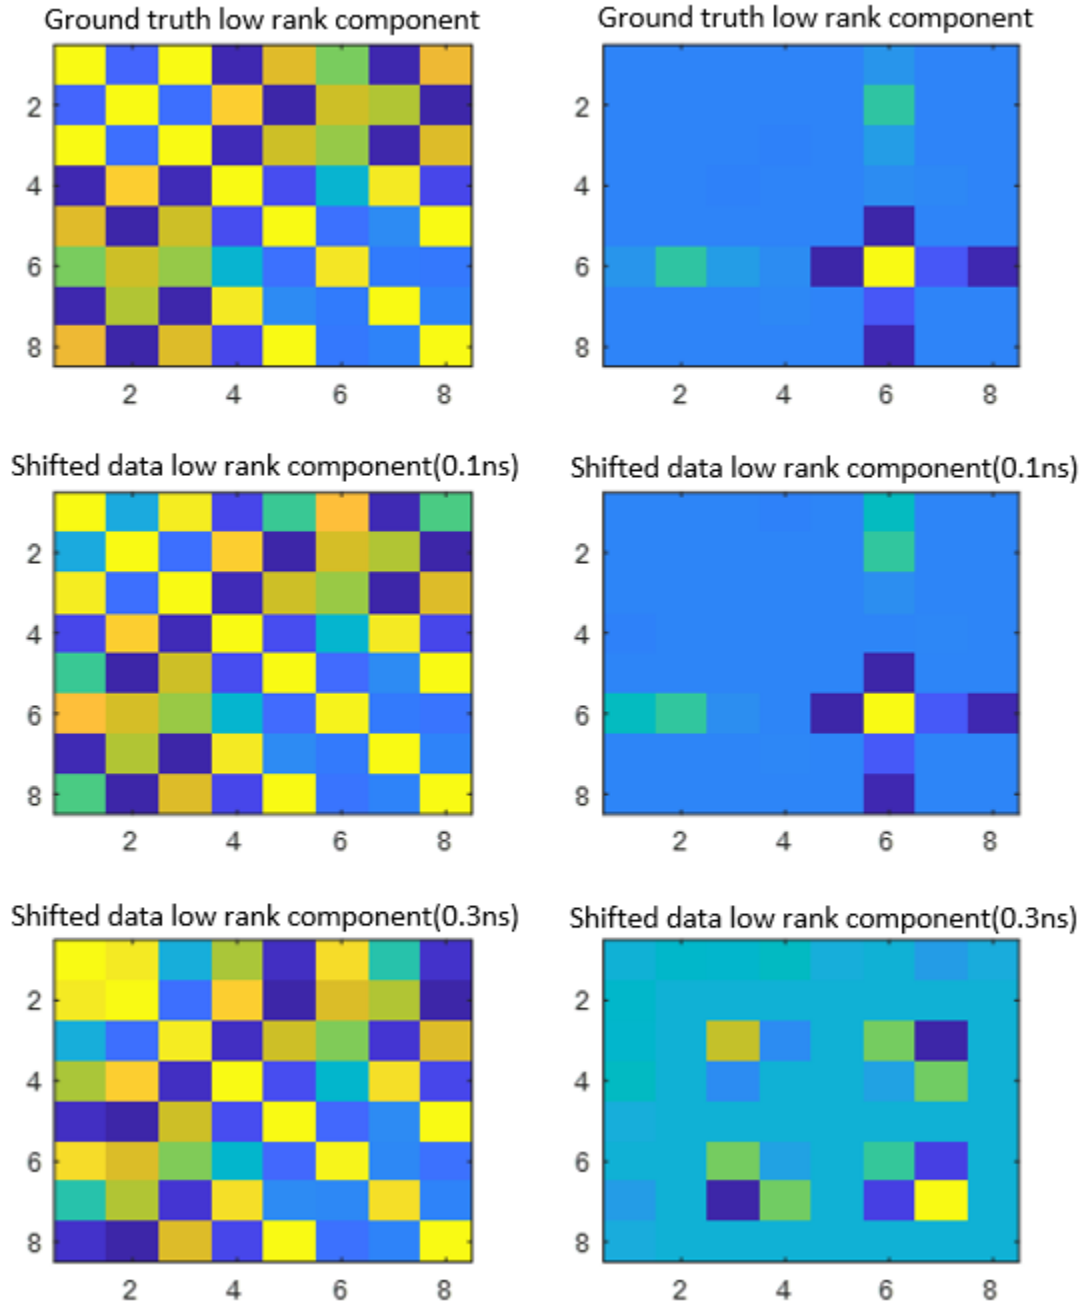 Ground truth low rank component
Ground truth low rank component
2
4
6
8
2 4 6 8
2
4
6
8
2 4 6 8
Shifted data low rank component(0.1ns)
Shifted data low rank component(0.1ns)
2
4
6
8
2 4 6 8
2
4
6
8
2 4 6 8
Shifted data low rank component(0.3ns)
Shifted data low rank component(0.3ns)
2
4
6
8
2 4 6 8
2
4
6
8
2 4 6 8